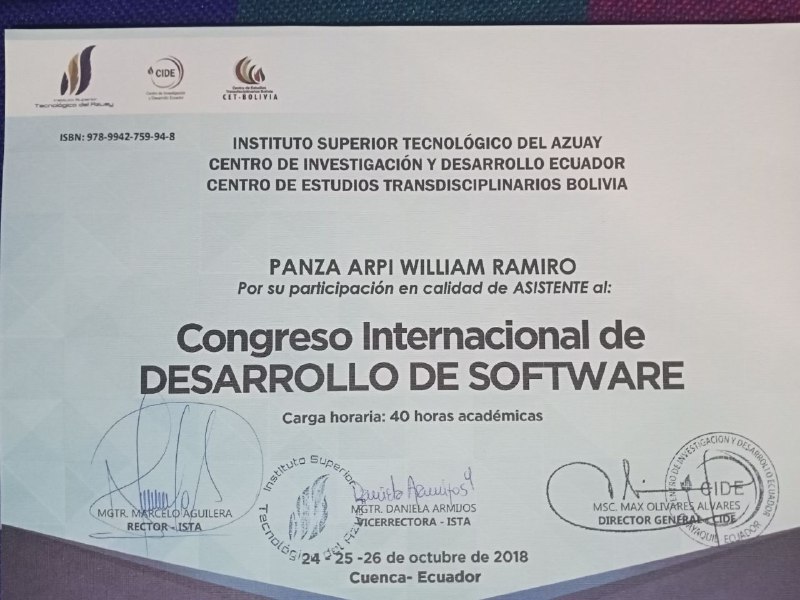 Instituto Superior
Tecnológico del Azuay
CIDE
Centro de Investigación
y Desarrollo Ecuador
Centro de Estudios
Transdisciplinarios Bolivia
CET-BOLIVIA
ISBN: 978-9942-759-94-8
INSTITUTO SUPERIOR TECNOLÓGICO DEL AZUAY
CENTRO DE INVESTIGACIÓN Y DESARROLLO ECUADOR
CENTRO DE ESTUDIOS TRANSDISCIPLINARIOS BOLIVIA
PANZA ARPI WILLIAM RAMIRO
Por su participación en calidad de ASISTENTE al:
Congreso Internacional de
DESARROLLO DE SOFTWARE
Carga horaria: 40 horas académicas
Instituto Superior
Tecnológico del
Daniela Armijos
CENTRO DE INVESTIGACION Y DESARROLLO ECUADOR
CIDE
GUAYAQUIL ECUADOR
MGTR. MARCELO AGUILERA
RECTOR - ISTA
MGTR. DANIELA ARMIJOS
VICERRECTORA - ISTA
MSC. MAX OLIVARES ALVARES
DIRECTOR GENERAL - CIDE
24 - 25 -26 de octubre de 2018
Cuenca- Ecuador